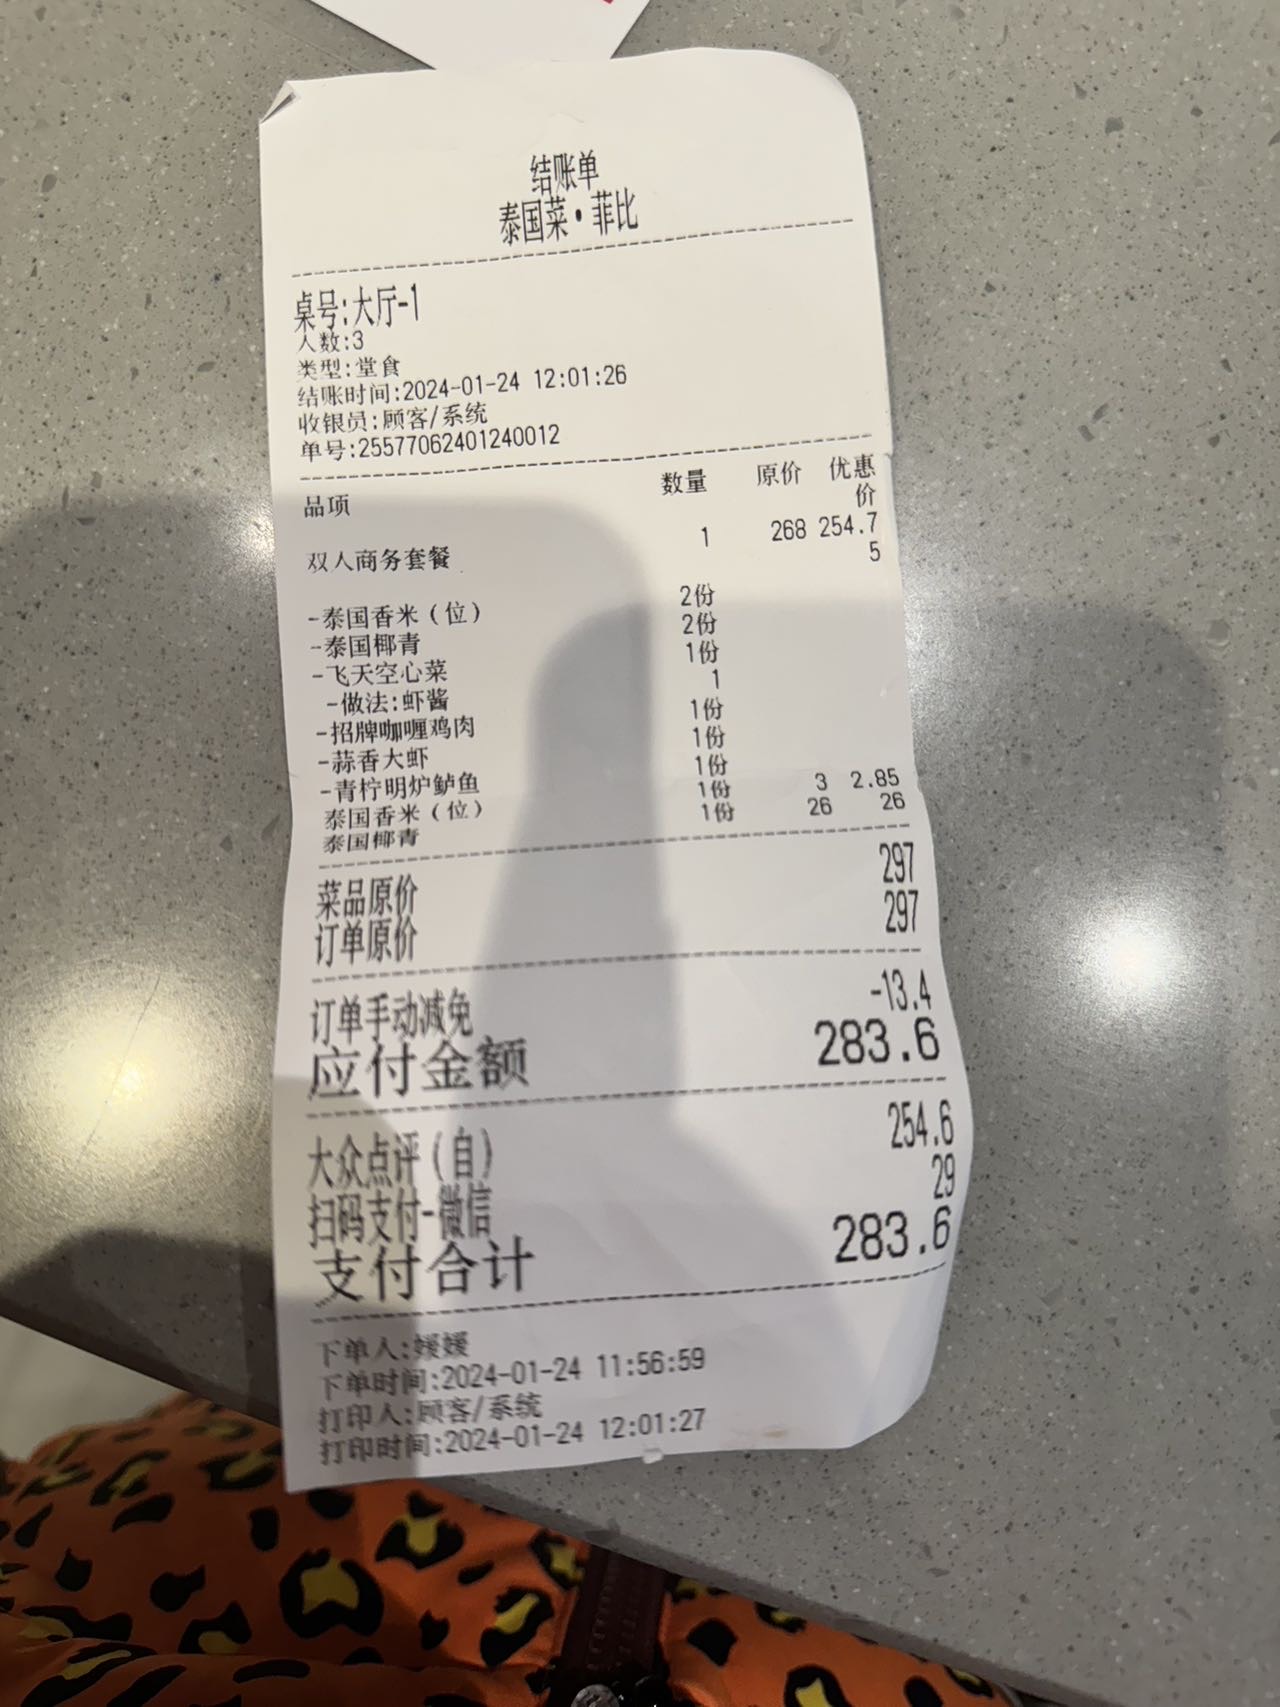 结账单
泰国菜·菲比
桌号:大厅-1
人数:3
类型:堂食
结账时间:2024-01-24 12:01:26
收银员:顾客/系统
单号:25577062401240012
品项 数量 原价 优惠价
双人商务套餐 1 268 254.75
-泰国香米(位) 2份
-泰国椰青 2份
-飞天空心菜 1份
-做法:虾酱 1
-招牌咖喱鸡肉 1份
-蒜香大虾 1份
-青柠明炉鲈鱼 1份
泰国香米(位) 1份 3 2.85
泰国椰青 1份 26 26
菜品原价 297
订单原价 297
订单手动减免 -13.4
应付金额 283.6
大众点评(自) 254.6
扫码支付-微信 29
支付合计 283.6
下单人:媛媛
下单时间:2024-01-24 11:56:59
打印人:顾客/系统
打印时间:2024-01-24 12:01:27